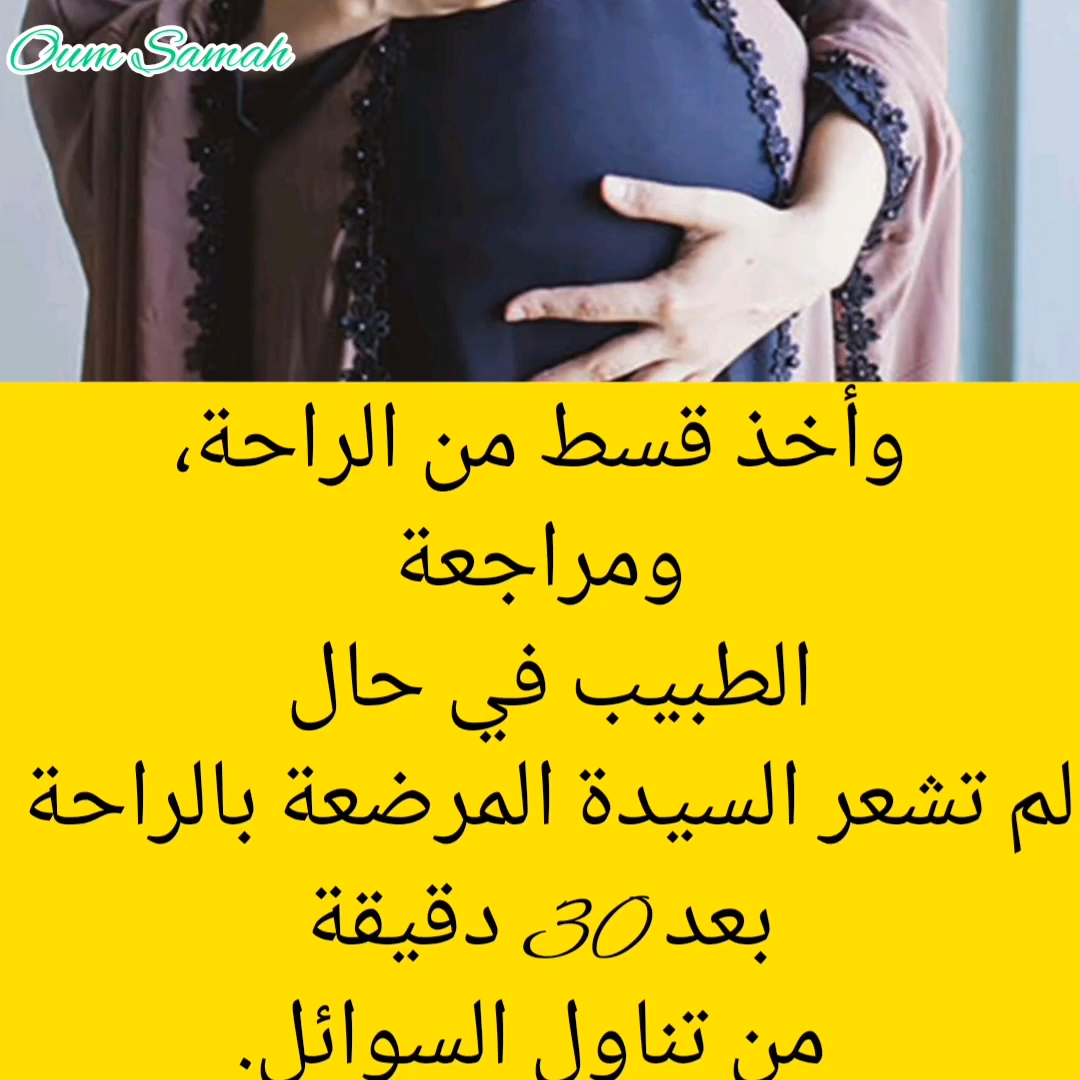 Oum Samah
وأخذ قسط من الراحة،
ومراجعة
الطبيب في حال
لم تشعر السيدة المرضعة بالراحة
بعد 30 دقيقة
من تناول السوائل.